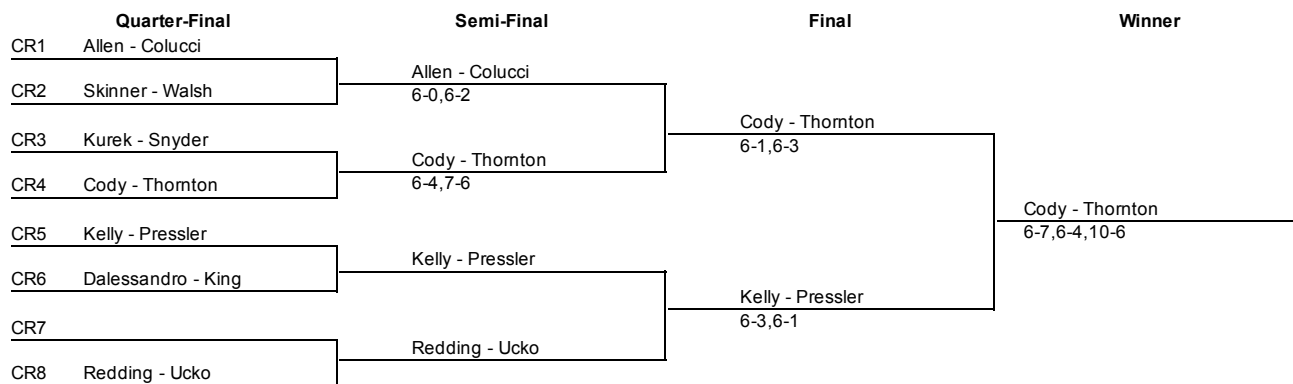 Quarter-Final Semi-Final Final Winner
CR1 Allen - Colucci
Allen - Colucci
6-0,6-2
CR2 Skinner - Walsh
Cody - Thornton
6-1,6-3
CR3 Kurek - Snyder
Cody - Thornton
6-4,7-6
CR4 Cody - Thornton
Cody - Thornton
6-7,6-4,10-6
CR5 Kelly - Pressler
Kelly - Pressler
CR6 Dalessandro - King
Kelly - Pressler
6-3,6-1
CR7
Redding - Ucko
CR8 Redding - Ucko